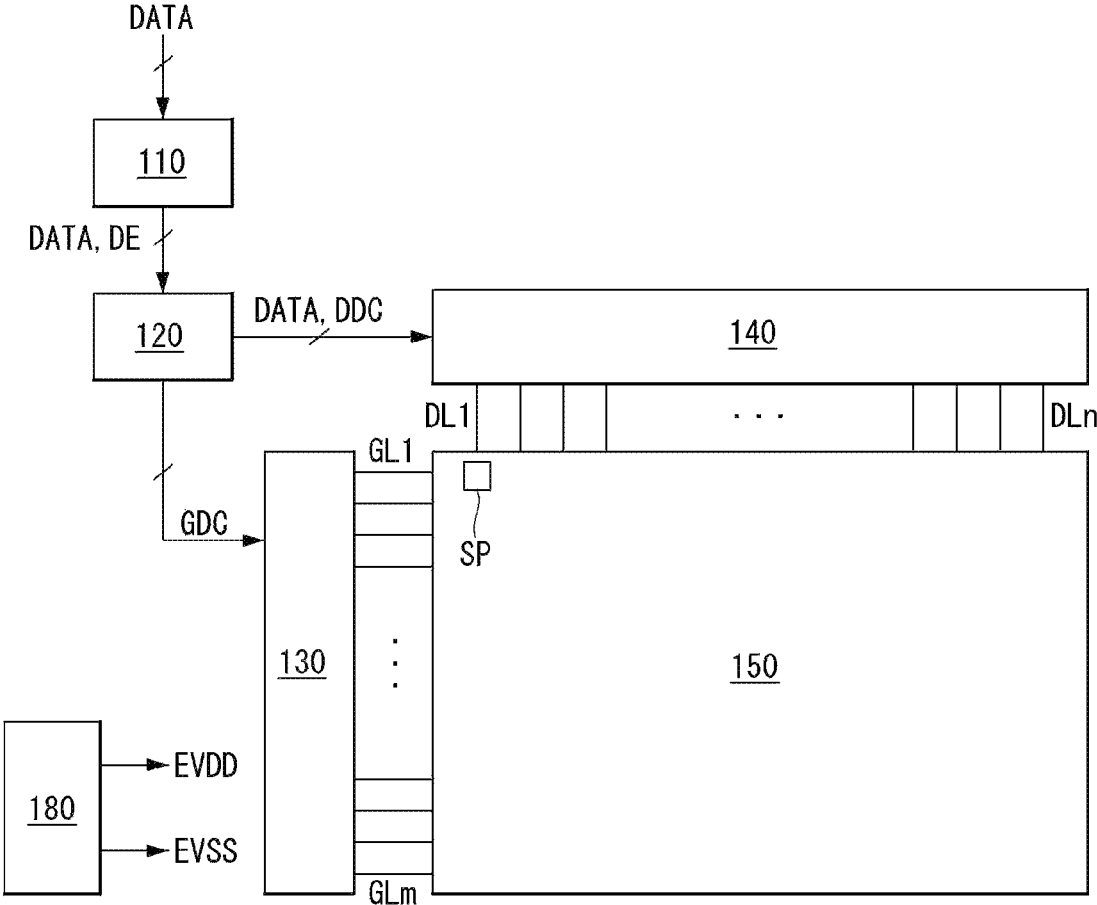 DATA
110
DATA, DE
120
DATA, DDC
140
DL1
. . .
DLn
GL1
GDC
SP
130
150
EVDD
180
EVSS
GLm